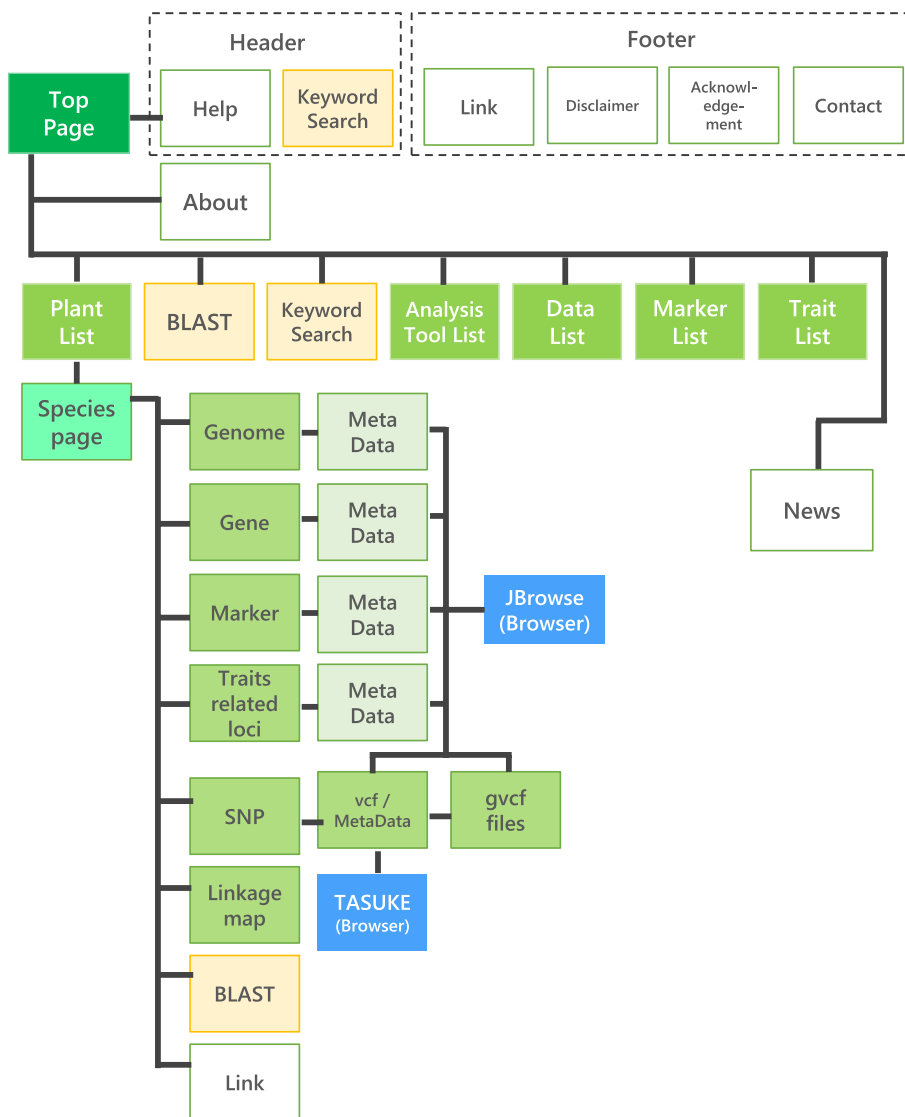 Header
Footer
Top
Page
Help
Keyword
Search
Link
Disclaimer
Acknowl-
edge-
ment
Contact
About
Plant
List
BLAST
Keyword
Search
Analysis
Tool List
Data
List
Marker
List
Trait
List
Species
page
Genome
Meta
Data
Gene
Meta
Data
News
Marker
Meta
Data
JBrowse
(Browser)
Traits
related
loci
Meta
Data
SNP
vcf /
MetaData
gvcf
files
Linkage
map
TASUKE
(Browser)
BLAST
Link